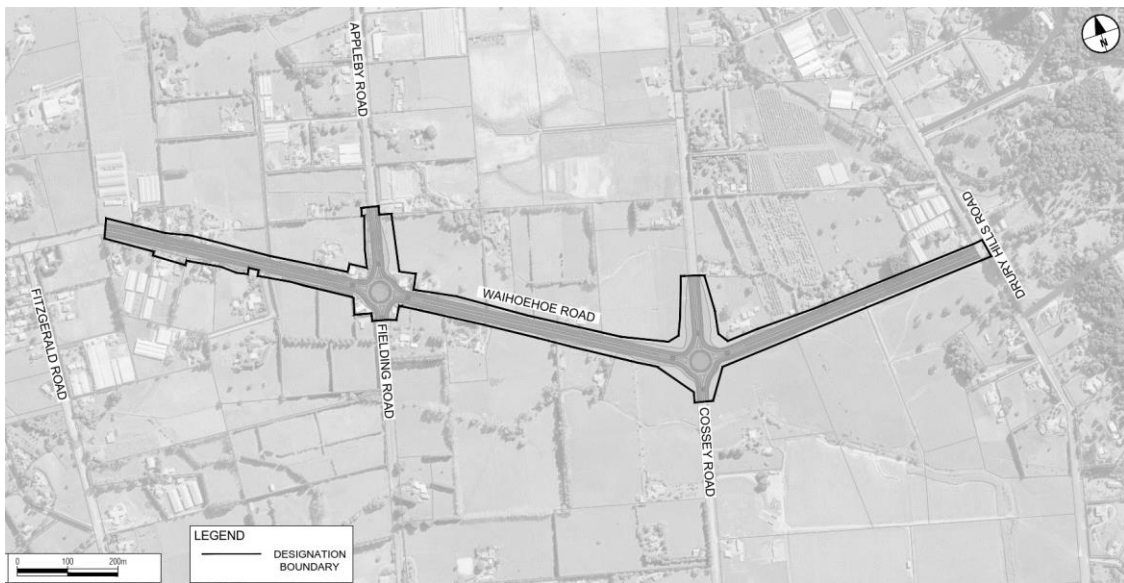 APPLEBY ROAD
N
DRURY HILLS ROAD
FITZGERALD ROAD
WAIHOEHOE ROAD
FIELDING ROAD
COSSEY ROAD
LEGEND
DESIGNATION
BOUNDARY
0 100 200m